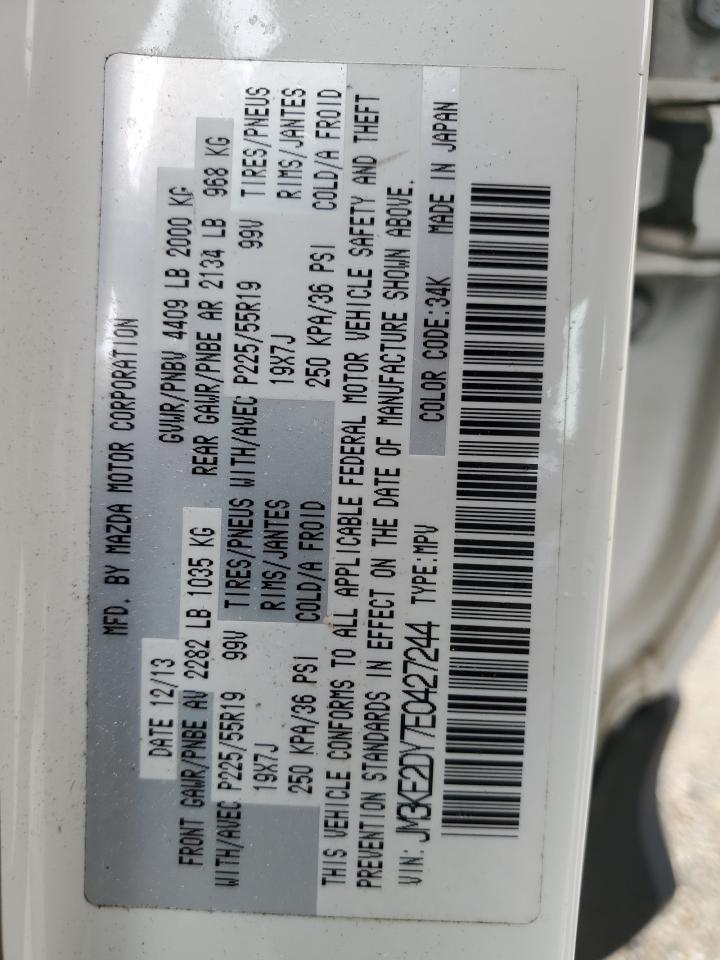 MFD. BY MAZDA MOTOR CORPORATION
DATE 12/13 GVWR/PNBV 4409 LB 2000 KG
FRONT GAWR/PNBE AV 2282 LB 1035 KG REAR GAWR/PNBE AR 2134 LB 968 KG
WITH/AVEC P225/55R19 99V TIRES/PNEUS WITH/AVEC P225/55R19 99V TIRES/PNEUS
19X7J RIMS/JANTES 19X7J RIMS/JANTES
250 KPA/36 PSI COLD/A FROID 250 KPA/36 PSI COLD/A FROID
THIS VEHICLE CONFORMS TO ALL APPLICABLE FEDERAL MOTOR VEHICLE SAFETY AND THEFT
PREVENTION STANDARDS IN EFFECT ON THE DATE OF MANUFACTURE SHOWN ABOVE.
VIN: JM3KE2DY7E0427244 TYPE:MPV COLOR CODE:34K MADE IN JAPAN